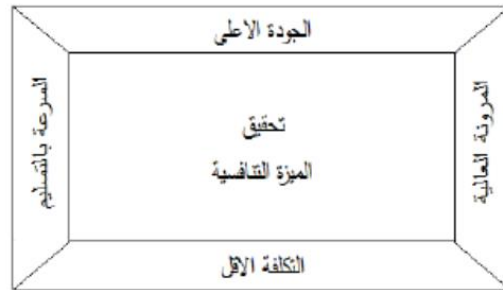 الجودة الاعلى
المرونة العالية
تحقيق
الميزة التنافسية
السرعة بالتسليم
التكلفة الاقل